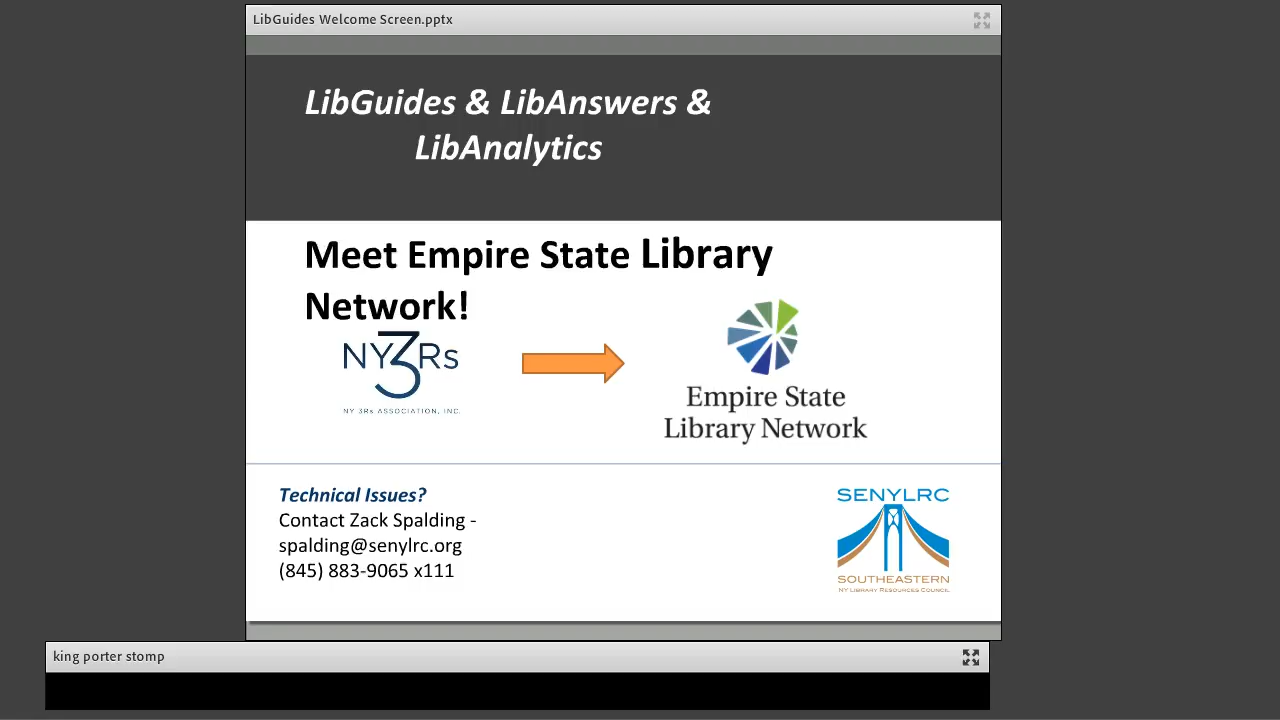 LibGuides Welcome Screen.pptx
LibGuides & LibAnswers &
LibAnalytics
Meet Empire State Library
Network!
NY3Rs
NY 3Rs ASSOCIATION, INC.
Empire State
Library Network
Technical Issues?
Contact Zack Spalding -
spalding@senylrc.org
(845) 883-9065 x111
SENYLRC
SOUTHEASTERN
NY LIBRARY RESOURCES COUNCIL
king porter stomp